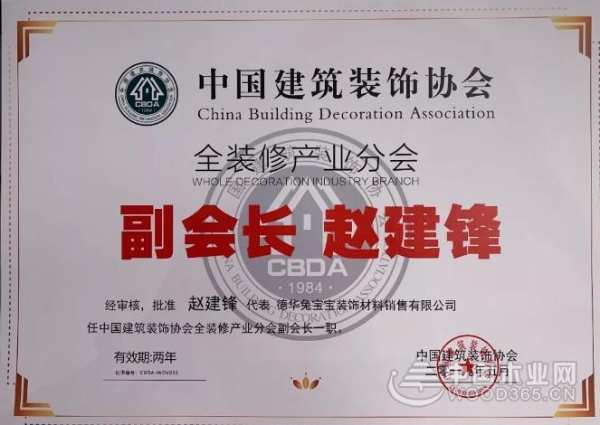 中国建筑装饰协会
China Building Decoration Association
CBDA
1984
全装修产业分会
WHOLE DECORATION INDUSTRY BRANCH
副会长 赵建锋
CBDA
1984
经审核，批准 赵建锋 代表 德华兔宝宝装饰材料销售有限公司
任中国建筑装饰协会全装修产业分会副会长一职。
有效期:两年
中国建筑装饰协会
中国木业网
WOOD365.CN